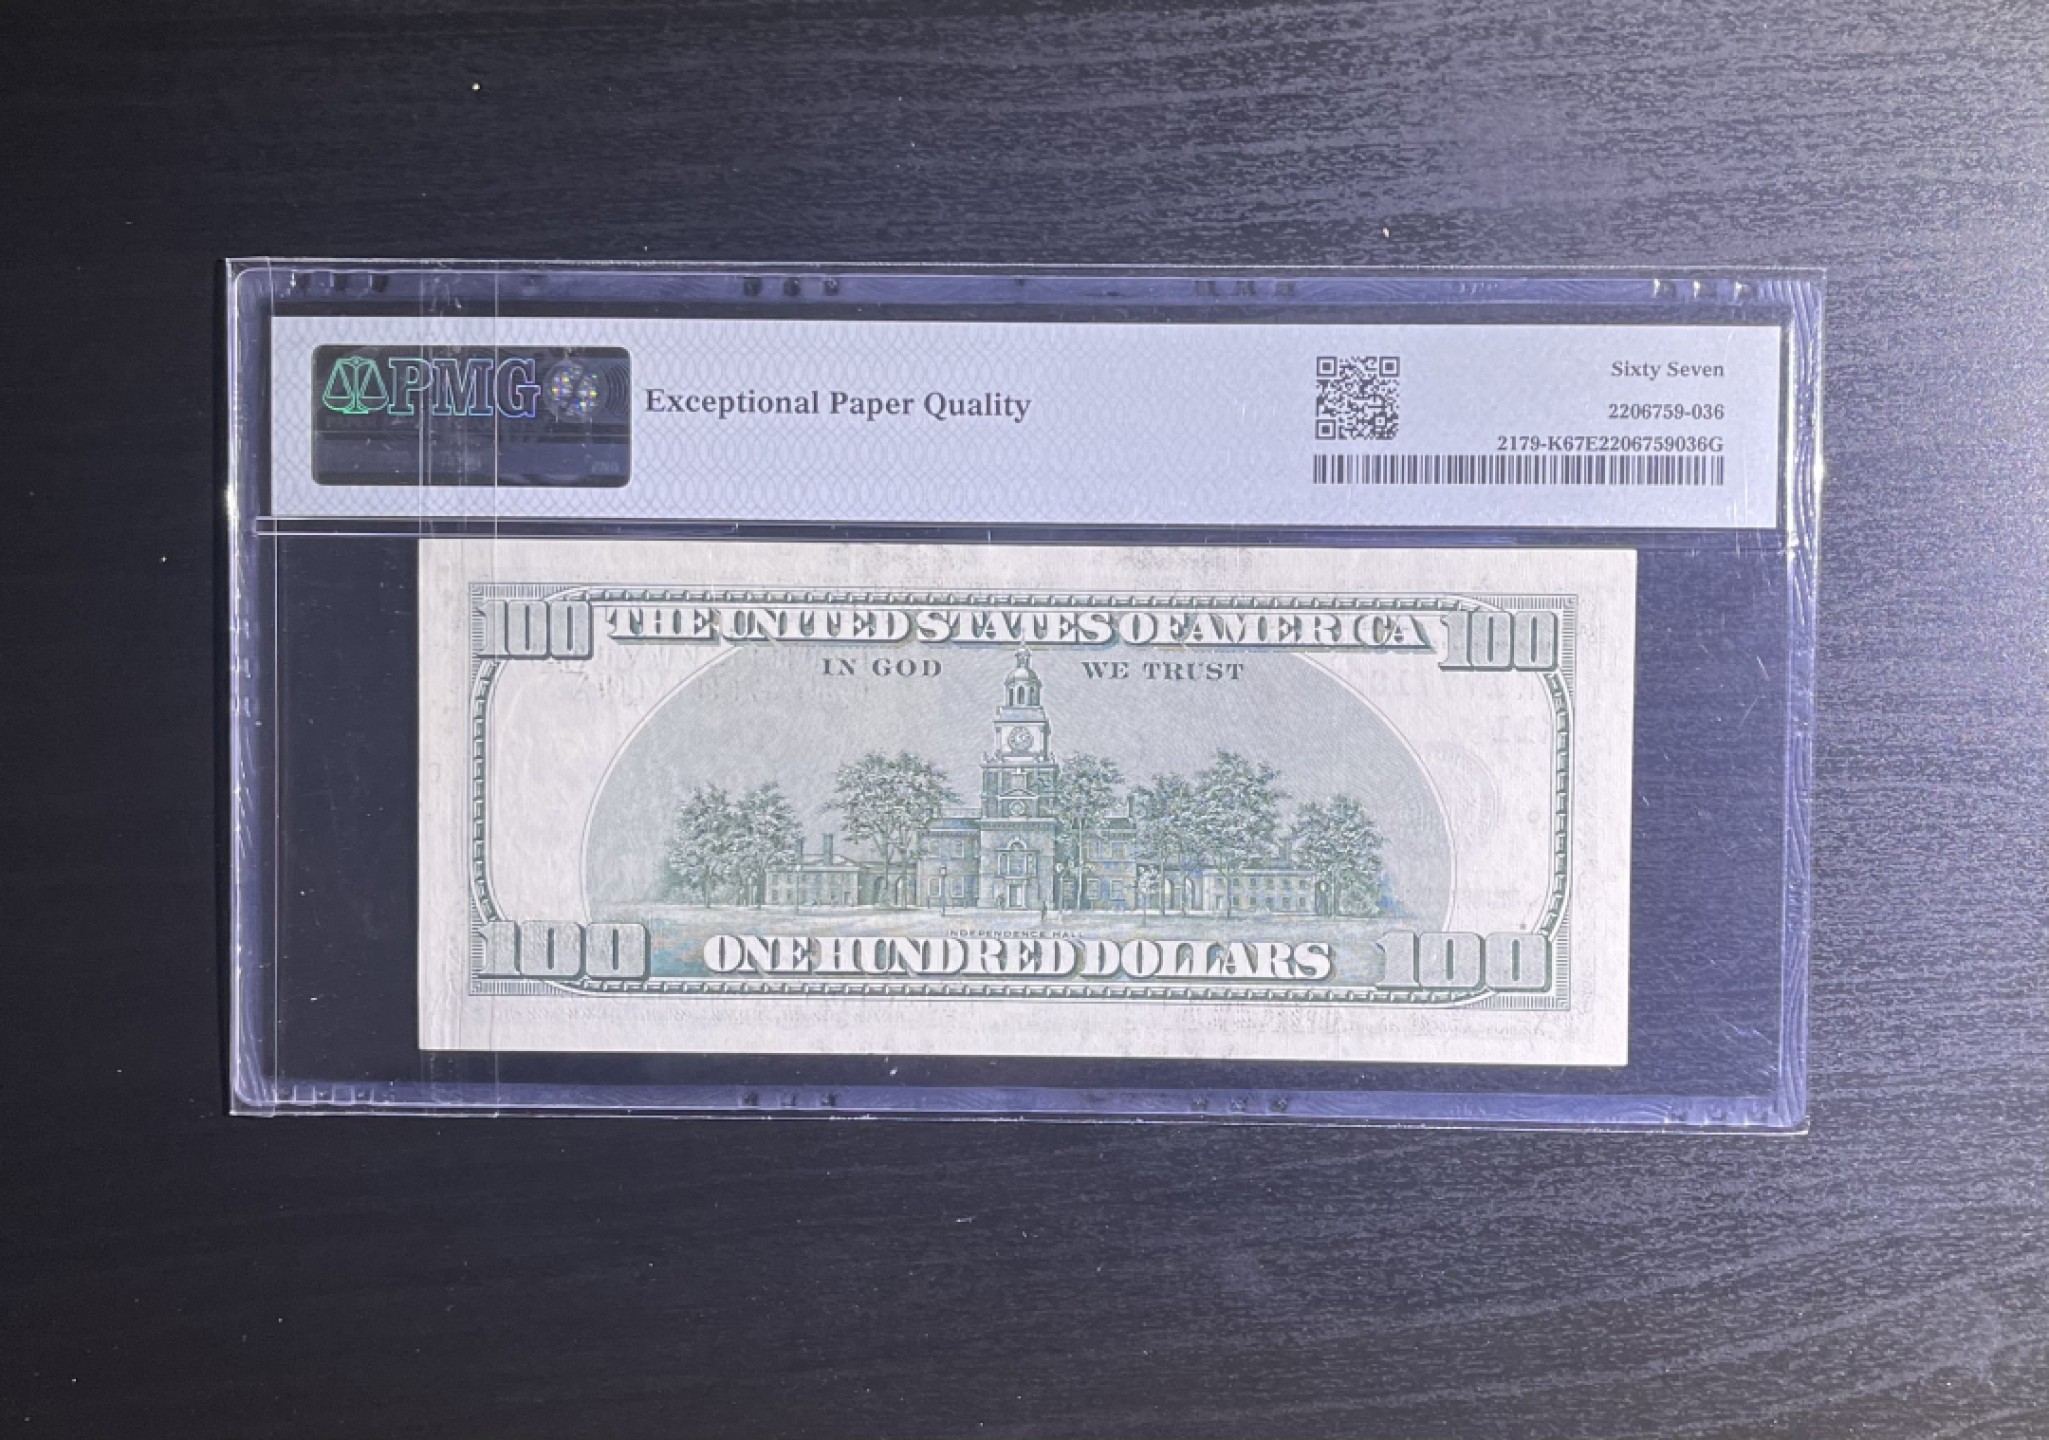 PMG
Exceptional Paper Quality
Sixty Seven
2206759-036
2179-K67E2206759036G
100 THE UNITED STATES OF AMERICA 100
IN GOD WE TRUST
INDEPENDENCE HALL
100 ONE HUNDRED DOLLARS 100